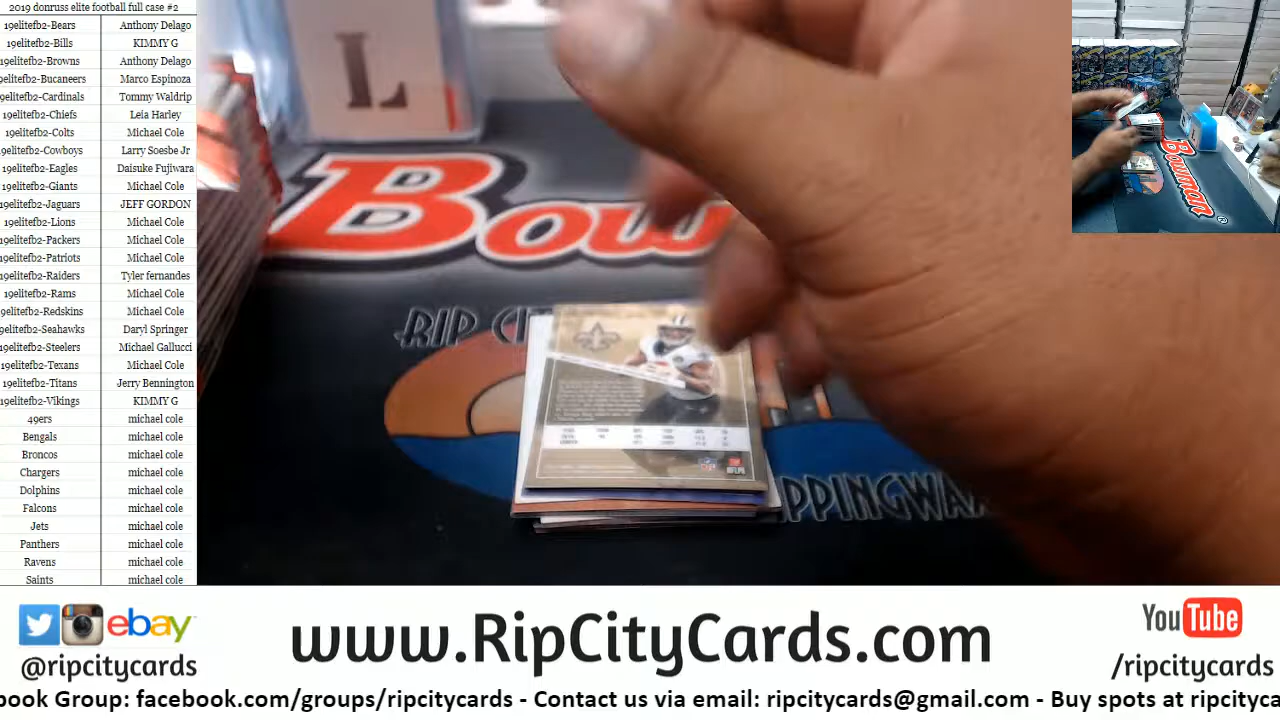 2019 donruss elite football full case #2
19elitefb2-Bears Anthony Delago
19elitefb2-Bills KIMMY G
19elitefb2-Browns Anthony Delago
9elitefb2-Bucaneers Marco Espinoza
19elitefb2-Cardinals Tommy Waldrip
19elitefb2-Chiefs Leia Harley
19elitefb2-Colts Michael Cole
19elitefb2-Cowboys Larry Soesbe Jr
19elitefb2-Eagles Daisuke Fujiwara
19elitefb2-Giants Michael Cole
19elitefb2-Jaguars JEFF GORDON
19elitefb2-Lions Michael Cole
19elitefb2-Packers Michael Cole
19elitefb2-Patriots Michael Cole
19elitefb2-Raiders Tyler fernandes
19elitefb2-Rams Michael Cole
19elitefb2-Redskins Michael Cole
9elitefb2-Seahawks Daryl Springer
19elitefb2-Steelers Michael Gallucci
19elitefb2-Texans Michael Cole
19elitefb2-Titans Jerry Bennington
19elitefb2-Vikings KIMMY G
49ers michael cole
Bengals michael cole
Broncos michael cole
Chargers michael cole
Dolphins michael cole
Falcons michael cole
Jets michael cole
Panthers michael cole
Ravens michael cole
Saints michael cole
L
Bow
RIP CI
PPINGWAX
NFL NFLPA
Bowman
ebay
@ripcitycards
www.RipCityCards.com
YouTube
/ripcitycards
book Group: facebook.com/groups/ripcitycards - Contact us via email: ripcitycards@gmail.com - Buy spots at ripcityca